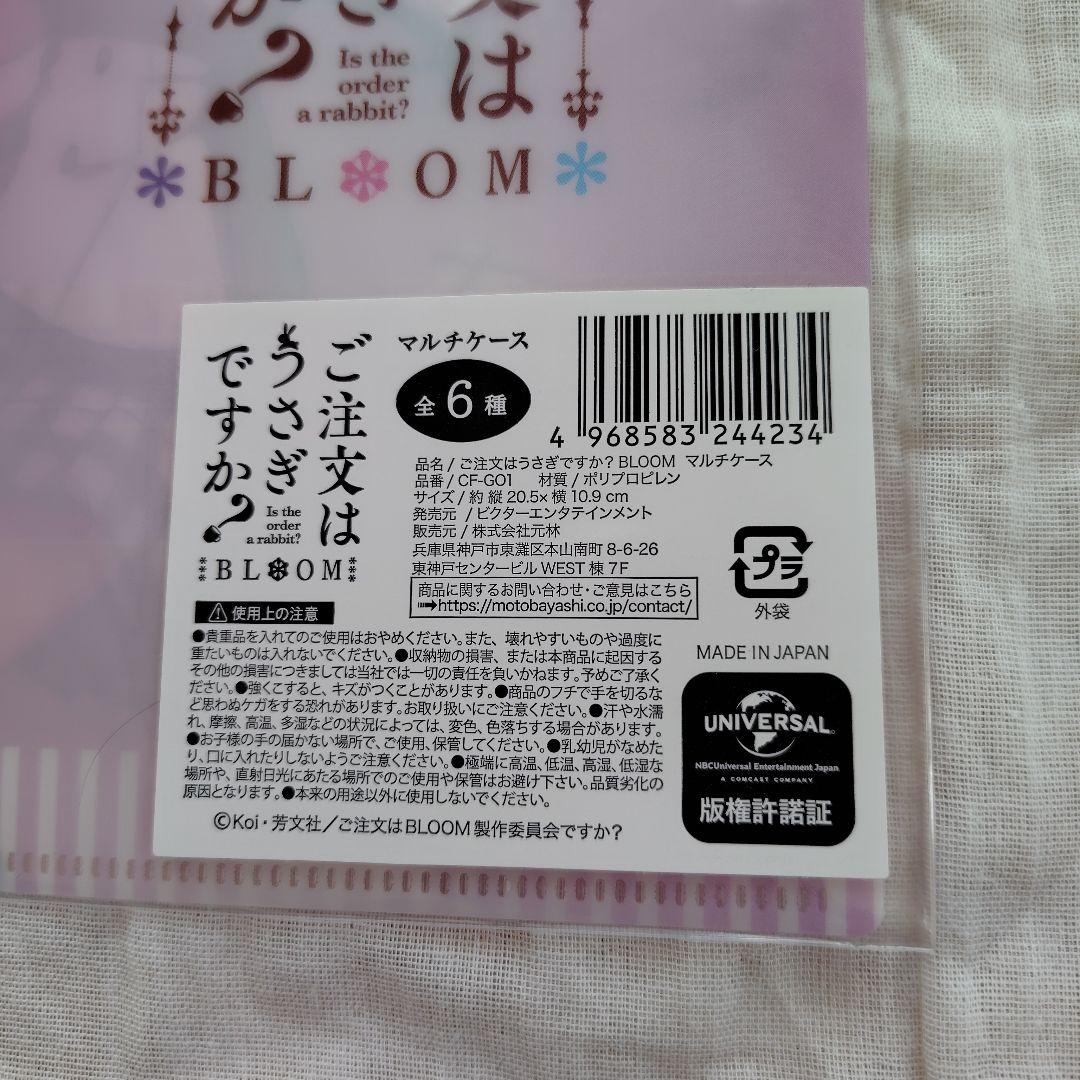 Is the
order
a rabbit?
は
BLOOM
ご注文は
うさぎ
ですか?
Is the
order
a rabbit?
BLOOM
マルチケース
全6種
4 968583 244234
品名/ご注文はうさぎですか? BLOOM マルチケース
品番/CF-GO1 材質/ポリプロピレン
サイズ/約 縦 20.5×横 10.9 cm
発売元 /ビクターエンタテインメント
販売元/株式会社元林
兵庫県神戸市東灘区本山南町 8-6-26
東神戸センタービル WEST 棟 7F
商品に関するお問い合わせ・ご意見はこちら
➡https://motobayashi.co.jp/contact/
プラ
外袋
MADE IN JAPAN
⚠使用上の注意
●貴重品を入れてのご使用はおやめください。また、壊れやすいものや過度に
重たいものは入れないでください。●収納物の損害、または本商品に起因する
その他の損害につきましては当社では一切の責任を負いかねます。予めご了承く
ださい。●強くこすると、キズがつくことがあります。●商品のフチで手を切るな
ど思わぬケガをする恐れがあります。お取り扱いにご注意ください。●汗や水濡
れ、摩擦、高温、多湿などの状況によっては、変色、色落ちする場合があります。
●お子様の手の届かない場所で、ご使用、保管してください。●乳幼児がなめた
り、口に入れたりしないようご注意ください。●極端に高温、低温、高湿、低湿な
場所や、直射日光にあたる場所でのご使用や保管はお避け下さい。品質劣化の
原因となります。●本来の用途以外に使用しないでください。
©Koi・芳文社/ご注文はBLOOM製作委員会ですか?
UNIVERSAL
NBCUniversal Entertainment Japan
A COMCAST COMPANY
版権許諾証